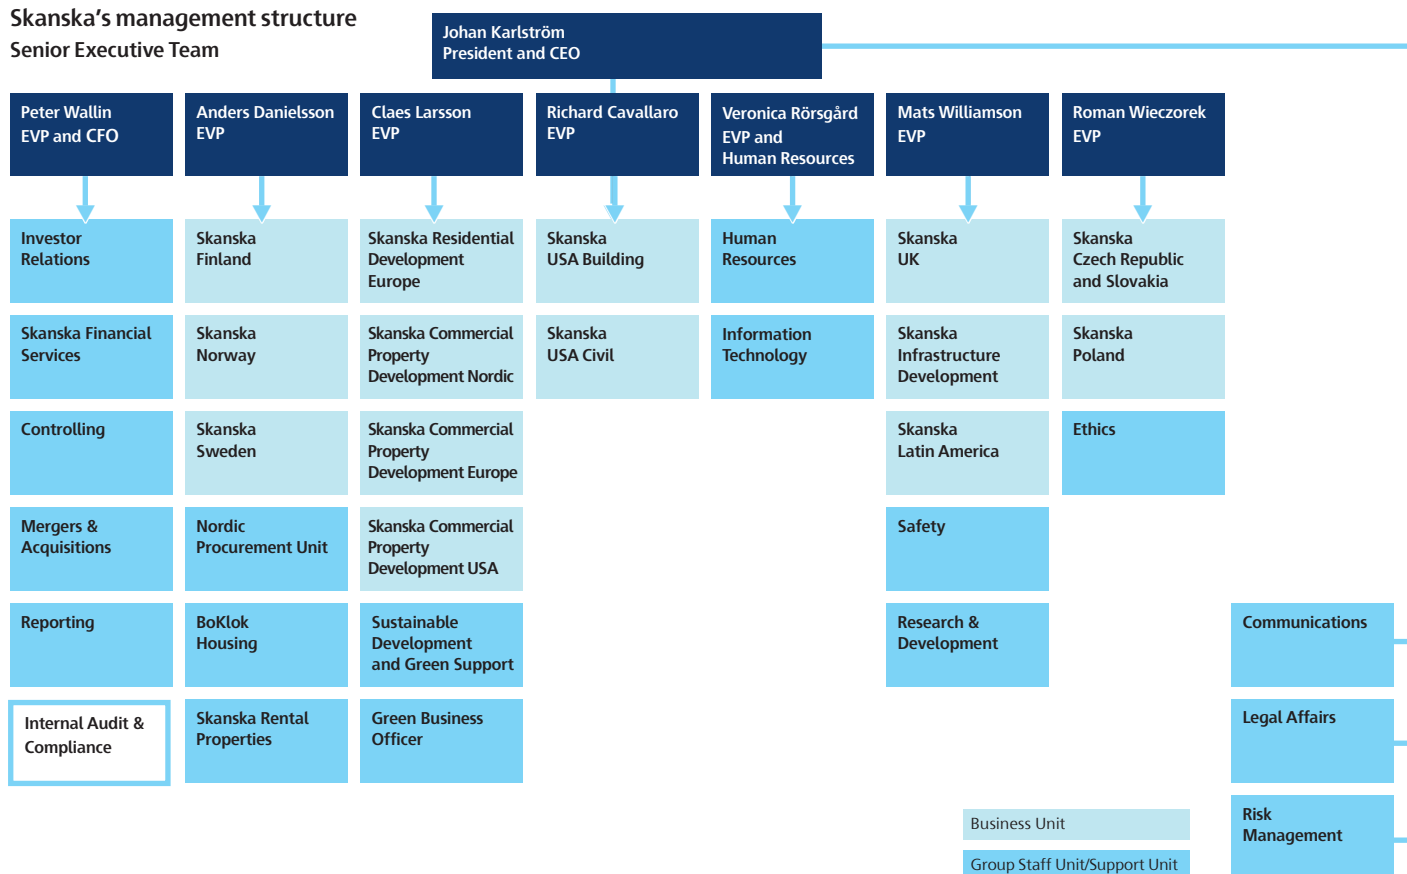 Skanska's management structure
Senior Executive Team
Johan Karlström
President and CEO
Peter Wallin
EVP and CFO
Anders Danielsson
EVP
Claes Larsson
EVP
Richard Cavallaro
EVP
Veronica Rörsgård
EVP and
Human Resources
Mats Williamson
EVP
Roman Wieczorek
EVP
Investor
Relations
Skanska
Finland
Skanska Residential
Development
Europe
Skanska
USA Building
Human
Resources
Skanska
UK
Skanska
Czech Republic
and Slovakia
Skanska Financial
Services
Skanska
Norway
Skanska Commercial
Property
Development Nordic
Skanska
USA Civil
Information
Technology
Skanska
Infrastructure
Development
Skanska
Poland
Controlling
Skanska
Sweden
Skanska Commercial
Property
Development Europe
Skanska
Latin America
Ethics
Mergers &
Acquisitions
Nordic
Procurement Unit
Skanska Commercial
Property
Development USA
Safety
Reporting
BoKlok
Housing
Sustainable
Development
and Green Support
Research &
Development
Communications
Internal Audit &
Compliance
Skanska Rental
Properties
Green Business
Officer
Legal Affairs
Risk
Management
Business Unit
Group Staff Unit/Support Unit